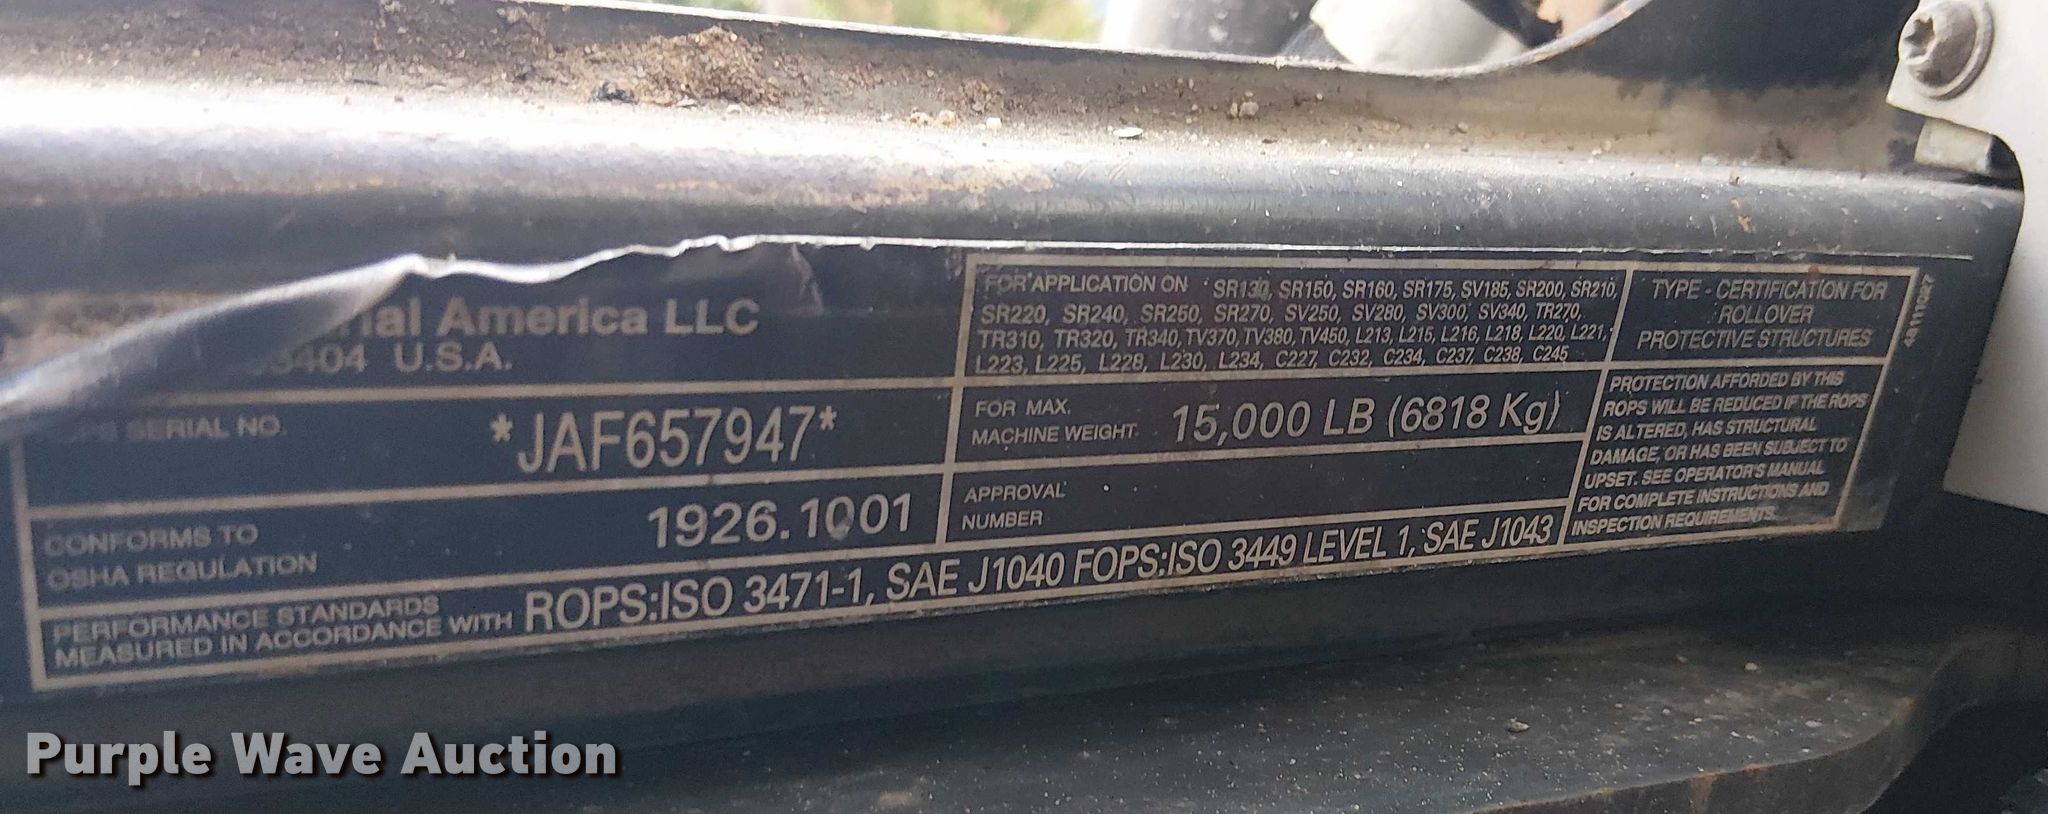 America LLC
U.S.A.
SERIAL NO. *JAF657947*
CONFORMS TO
OSHA REGULATION
1926.1001
PERFORMANCE STANDARDS
MEASURED IN ACCORDANCE WITH
ROPS:ISO 3471-1, SAE J1040 FOPS:ISO 3449 LEVEL 1, SAE J1043
FOR APPLICATION ON SR130, SR150, SR160, SR175, SV185, SR200, SR210,
SR220, SR240, SR250, SR270, SV250, SV280, SV300, SV340, TR270,
TR310, TR320, TR340, TV370, TV380, TV450, L213, L215, L216, L218, L220, L221,
L223, L225, L228, L230, L234, C227, C232, C234, C237, C238, C245
FOR MAX.
MACHINE WEIGHT.
15,000 LB (6818 Kg)
APPROVAL
NUMBER
TYPE - CERTIFICATION FOR
ROLLOVER
PROTECTIVE STRUCTURES
PROTECTION AFFORDED BY THIS
ROPS WILL BE REDUCED IF THE ROPS
IS ALTERED, HAS STRUCTURAL
DAMAGE, OR HAS BEEN SUBJECT TO
UPSET. SEE OPERATOR'S MANUAL
FOR COMPLETE INSTRUCTIONS AND
INSPECTION REQUIREMENTS.
Purple Wave Auction